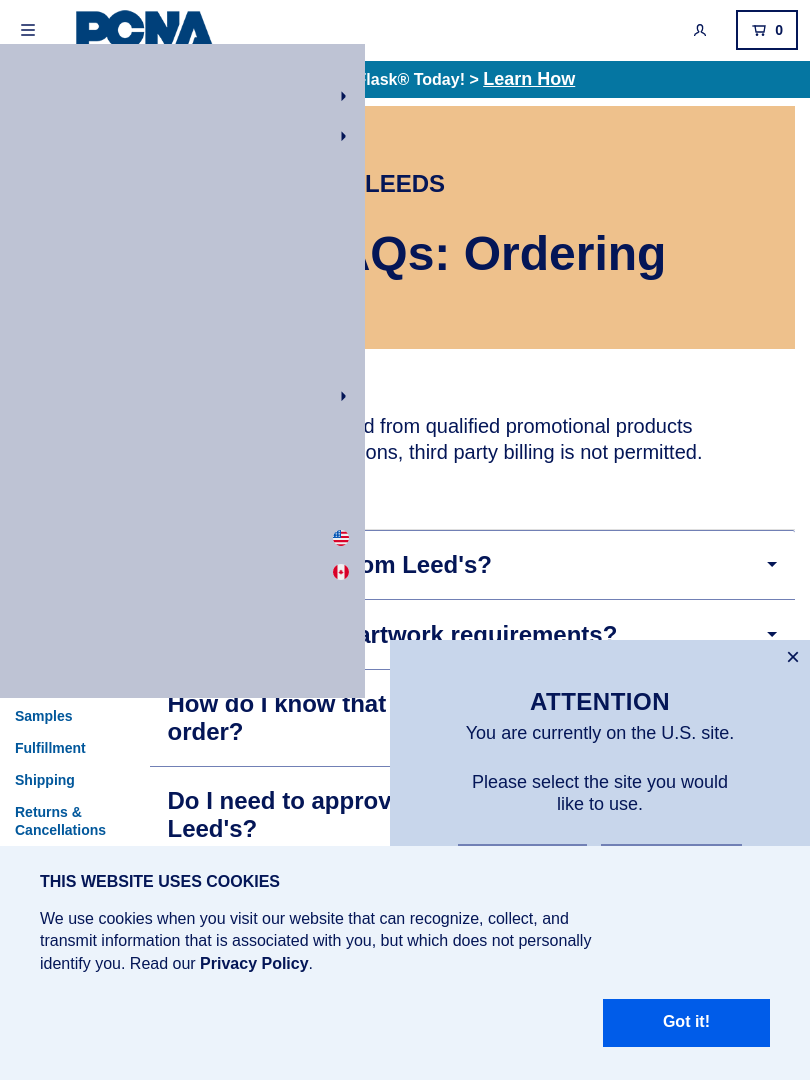 PCNA
0
Flask® Today! > Learn How
LEEDS
AQs: Ordering
d from qualified promotional products
ons, third party billing is not permitted.
om Leed's?
artwork requirements?
How do I know that
order?
Do I need to approv
Leed's?
Samples
Fulfillment
Shipping
Returns &
Cancellations
ATTENTION
You are currently on the U.S. site.
Please select the site you would
like to use.
THIS WEBSITE USES COOKIES
We use cookies when you visit our website that can recognize, collect, and
transmit information that is associated with you, but which does not personally
identify you. Read our Privacy Policy.
Got it!